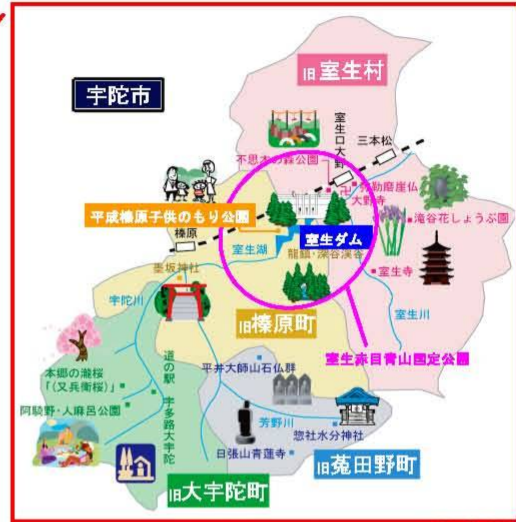 旧室生村
宇陀市
室生口大野
三本松
不思木の森公園
弥勒磨崖仏
大野寺
滝谷花しょうぶ園
平成榛原子供のもり公園
榛原
室生湖
室生ダム
龍鎮・深谷渓谷
室生寺
墨坂神社
宇陀川
旧榛原町
室生川
室生赤目青山国定公園
本郷の瀧桜
「(又兵衛桜)」
道の駅 宇多路大宇陀
平井大師山石仏群
阿騎野・人麻呂公園
芳野川
惣社水分神社
日張山青蓮寺
旧菟田野町
旧大宇陀町